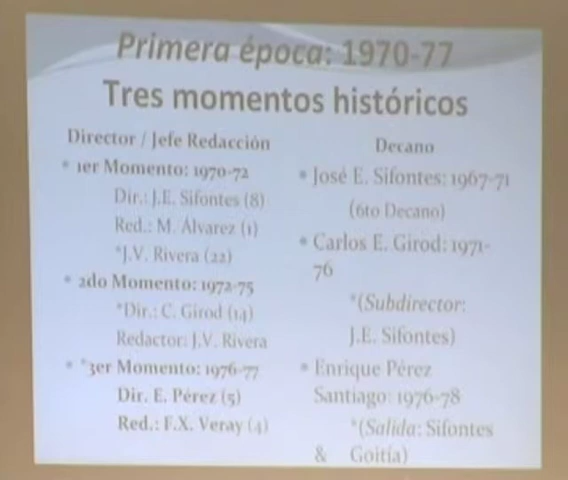 Primera época: 1970-77
Tres momentos históricos
Director / Jefe Redacción
* 1er Momento: 1970-72
Dir.: J.E. Sifontes (8)
Red.: M. Álvarez (1)
*J.V. Rivera (22)
* 2do Momento: 1972-75
*Dir.: C. Girod (14)
Redactor: J.V. Rivera
* *3er Momento: 1976-77
Dir. E. Pérez (5)
Red.: F.X. Veray (4)
Decano
* José E. Sifontes: 1967-71
(6to Decano)
* Carlos E. Girod: 1971-
76
*(Subdirector:
J.E. Sifontes)
* Enrique Pérez
Santiago: 1976-78
*(Salida: Sifontes
& Goitía)